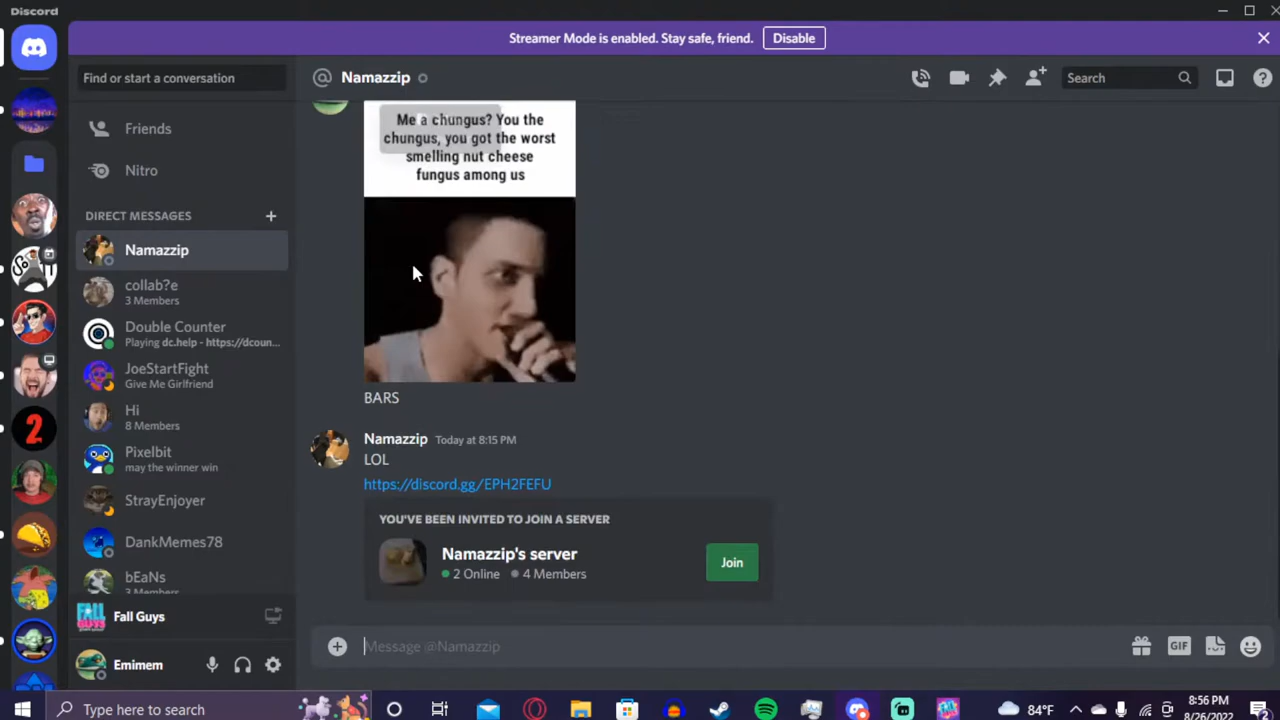 Discord
Streamer Mode is enabled. Stay safe, friend. Disable
Find or start a conversation
Namazzip
Search
Friends
Nitro
DIRECT MESSAGES
Namazzip
collab?e
3 Members
Double Counter
Playing dc.help - https://dcoun...
JoeStartFight
Give Me Girlfriend
Hi
8 Members
Pixelbit
may the winner win
StrayEnjoyer
DankMemes78
bEaNs
3 Members
Fall Guys
Emimem
Me a chungus? You the
chungus, you got the worst
smelling nut cheese
fungus among us
BARS
Namazzip Today at 8:15 PM
LOL
https://discord.gg/EPH2FEFU
YOU'VE BEEN INVITED TO JOIN A SERVER
Namazzip's server
2 Online 4 Members
Join
Message @Namazzip
GIF
Type here to search
84°F
8:56 PM
8/26/2022